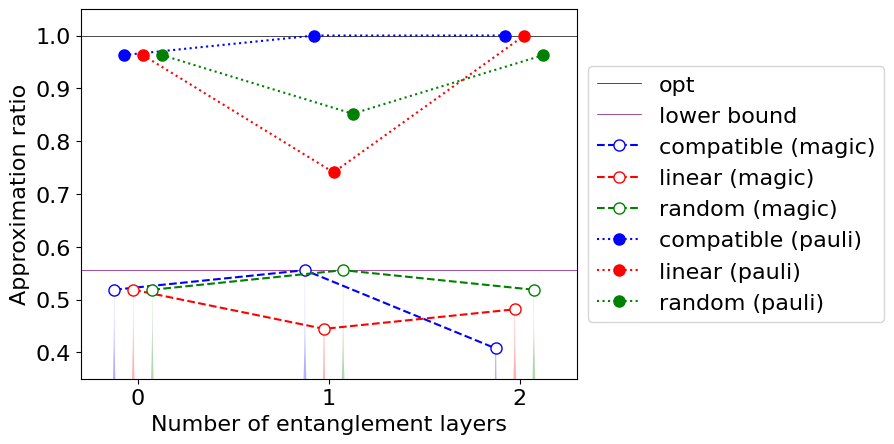 1.0
0.9
0.8
0.7
0.6
0.5
0.4
Approximation ratio
0 1 2
Number of entanglement layers
opt
lower bound
compatible (magic)
linear (magic)
random (magic)
compatible (pauli)
linear (pauli)
random (pauli)